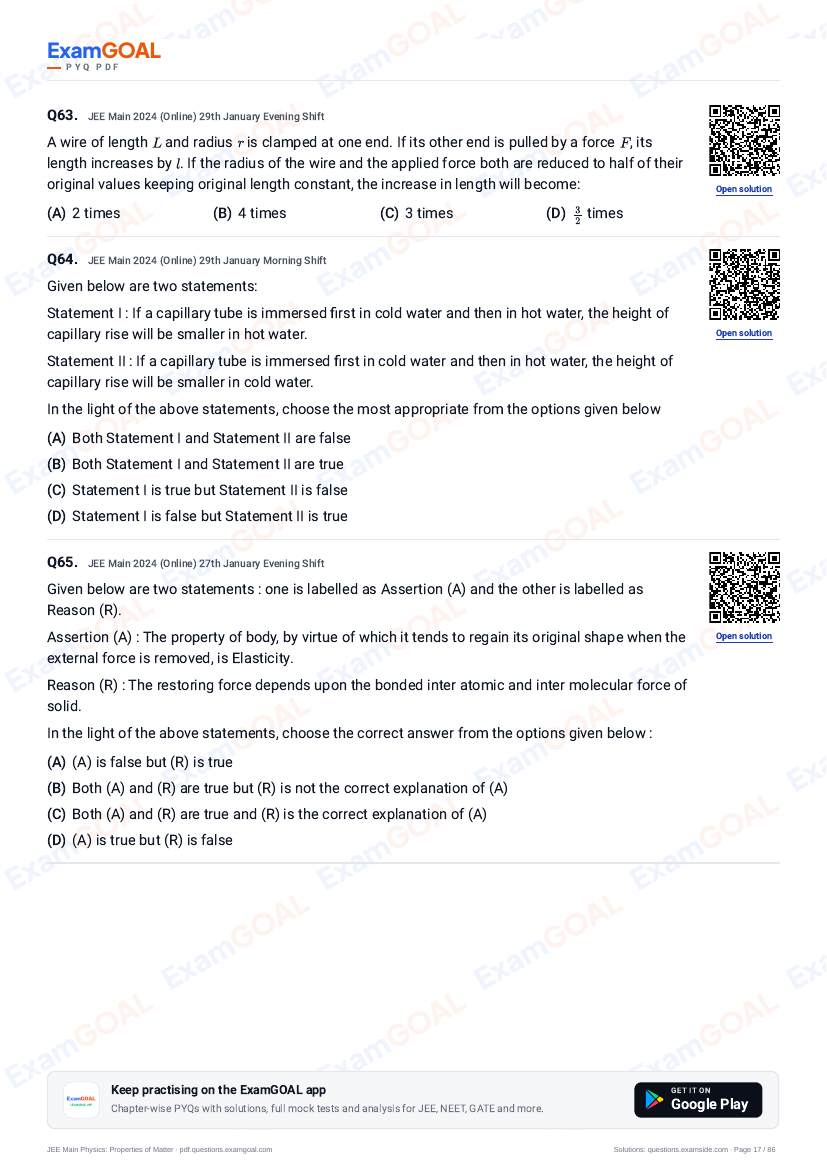 ExamGOAL
PYQ PDF
Q63. JEE Main 2024 (Online) 29th January Evening Shift
A wire of length L and radius r is clamped at one end. If its other end is pulled by a force F, its
length increases by l. If the radius of the wire and the applied force both are reduced to half of their
original values keeping original length constant, the increase in length will become:
(A) 2 times (B) 4 times (C) 3 times (D) 3/2 times
Open solution
Q64. JEE Main 2024 (Online) 29th January Morning Shift
Given below are two statements:
Statement I : If a capillary tube is immersed first in cold water and then in hot water, the height of
capillary rise will be smaller in hot water.
Statement II : If a capillary tube is immersed first in cold water and then in hot water, the height of
capillary rise will be smaller in cold water.
In the light of the above statements, choose the most appropriate from the options given below
(A) Both Statement I and Statement II are false
(B) Both Statement I and Statement II are true
(C) Statement I is true but Statement II is false
(D) Statement I is false but Statement II is true
Open solution
Q65. JEE Main 2024 (Online) 27th January Evening Shift
Given below are two statements : one is labelled as Assertion (A) and the other is labelled as
Reason (R).
Assertion (A) : The property of body, by virtue of which it tends to regain its original shape when the
external force is removed, is Elasticity.
Reason (R) : The restoring force depends upon the bonded inter atomic and inter molecular force of
solid.
In the light of the above statements, choose the correct answer from the options given below :
(A) (A) is false but (R) is true
(B) Both (A) and (R) are true but (R) is not the correct explanation of (A)
(C) Both (A) and (R) are true and (R) is the correct explanation of (A)
(D) (A) is true but (R) is false
Open solution
ExamGOAL
Keep practising on the ExamGOAL app
Chapter-wise PYQs with solutions, full mock tests and analysis for JEE, NEET, GATE and more.
GET IT ON
Google Play
JEE Main Physics: Properties of Matter · pdf.questions.examgoal.com
Solutions: questions.examside.com · Page 17 / 86